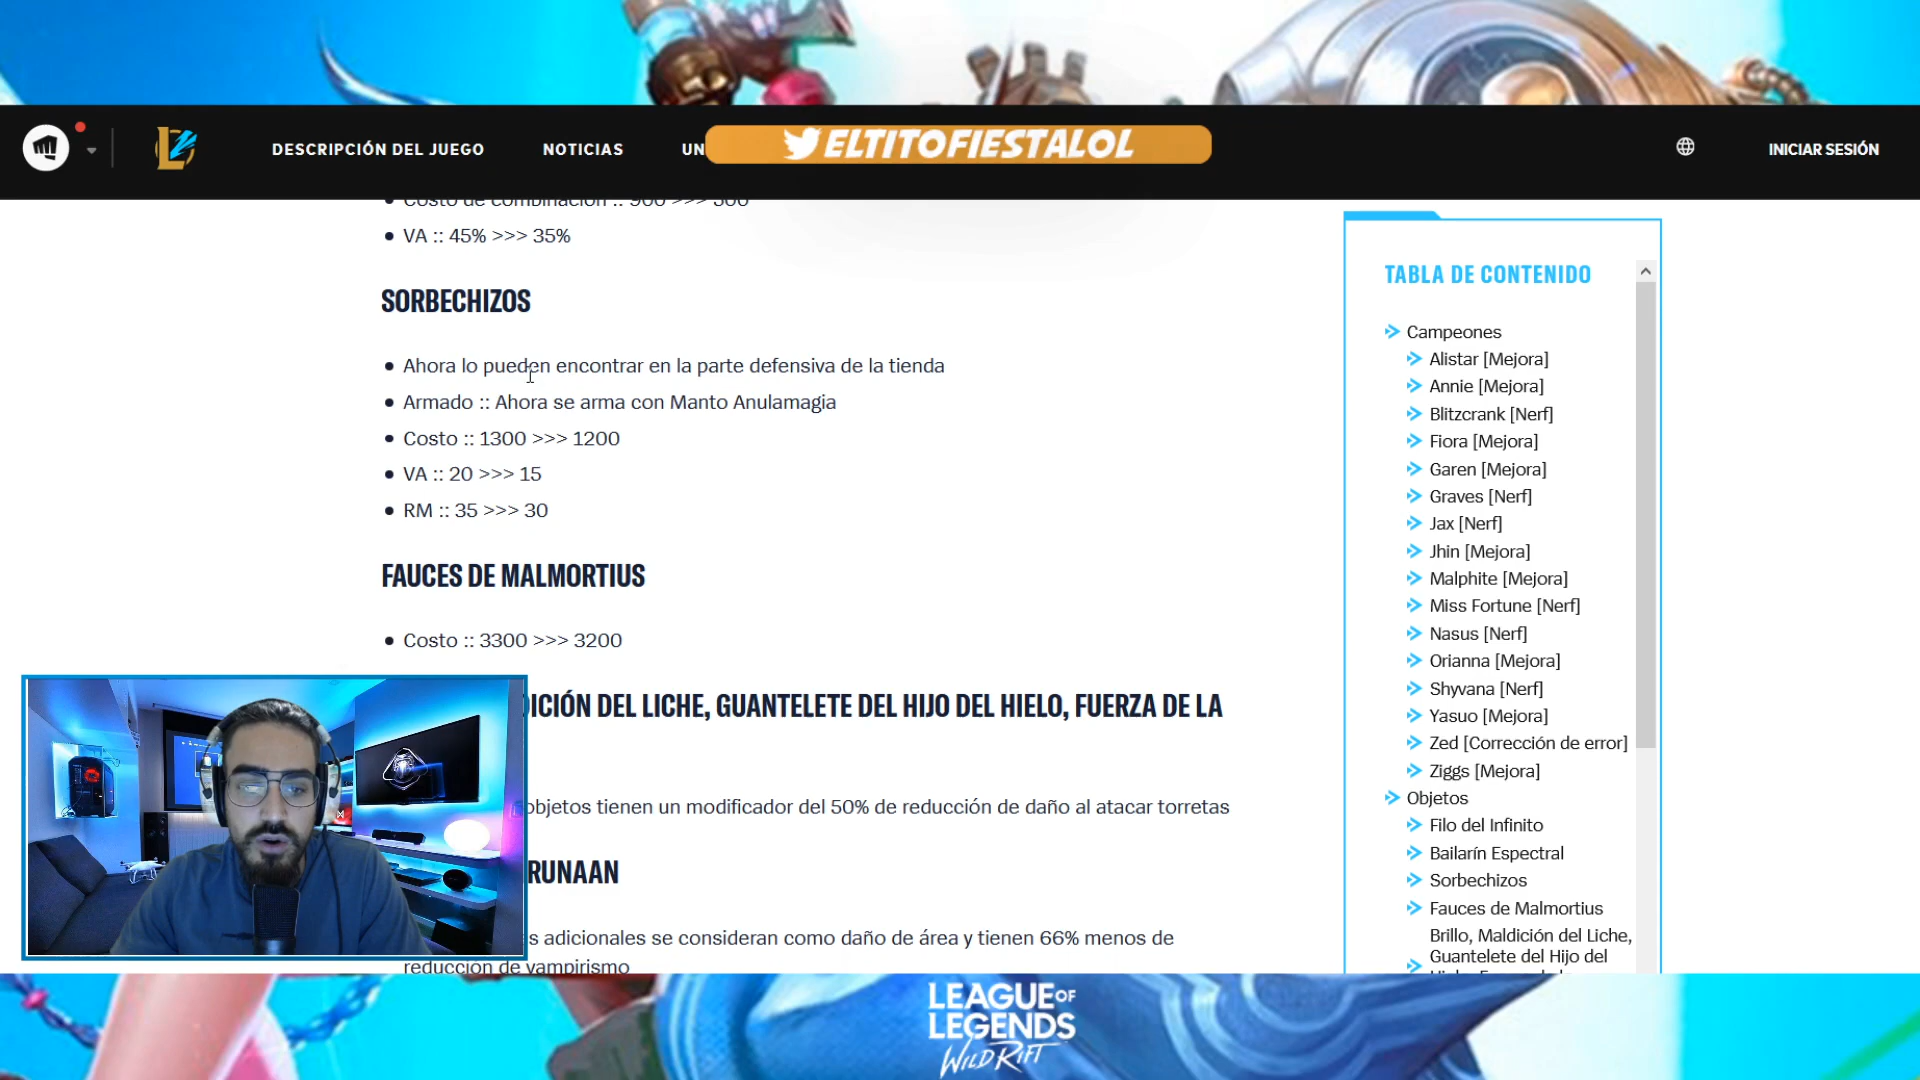 DESCRIPCIÓN DEL JUEGO
NOTICIAS
UN
ELTITOFIESTALOL
INICIAR SESIÓN
Costo de combinación :: 900 >>> 500
VA :: 45% >>> 35%
SORBECHIZOS
Ahora lo pueden encontrar en la parte defensiva de la tienda
Armado :: Ahora se arma con Manto Anulamagia
Costo :: 1300 >>> 1200
VA :: 20 >>> 15
RM :: 35 >>> 30
FAUCES DE MALMORTIUS
Costo :: 3300 >>> 3200
DICIÓN DEL LICHE, GUANTELETE DEL HIJO DEL HIELO, FUERZA DE LA
objetos tienen un modificador del 50% de reducción de daño al atacar torretas
RUNAAN
s adicionales se consideran como daño de área y tienen 66% menos de
reducción de vampirismo
TABLA DE CONTENIDO
Campeones
Alistar [Mejora]
Annie [Mejora]
Blitzcrank [Nerf]
Fiora [Mejora]
Garen [Mejora]
Graves [Nerf]
Jax [Nerf]
Jhin [Mejora]
Malphite [Mejora]
Miss Fortune [Nerf]
Nasus [Nerf]
Orianna [Mejora]
Shyvana [Nerf]
Yasuo [Mejora]
Zed [Corrección de error]
Ziggs [Mejora]
Objetos
Filo del Infinito
Bailarín Espectral
Sorbechizos
Fauces de Malmortius
Brillo, Maldición del Liche,
Guantelete del Hijo del
LEAGUE OF
LEGENDS
WILD RIFT